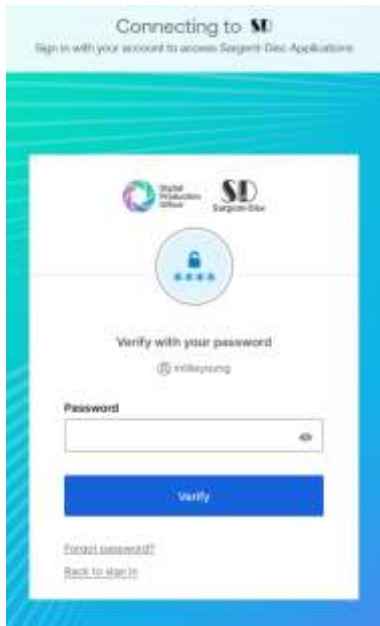 Connecting to SD
Sign in with your account to access Sargent-Disc Applications
Digital
Production
Office
SD
Sargent-Disc
Verify with your password
Password
Verify
Forgot password?
Back to sign in